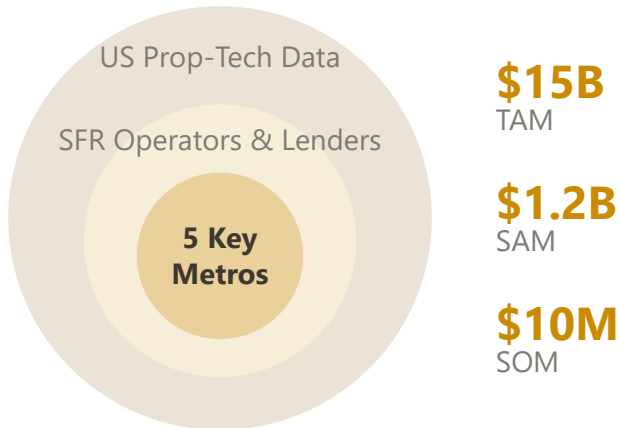 US Prop-Tech Data
SFR Operators & Lenders
5 Key
Metros
$15B
TAM
$1.2B
SAM
$10M
SOM